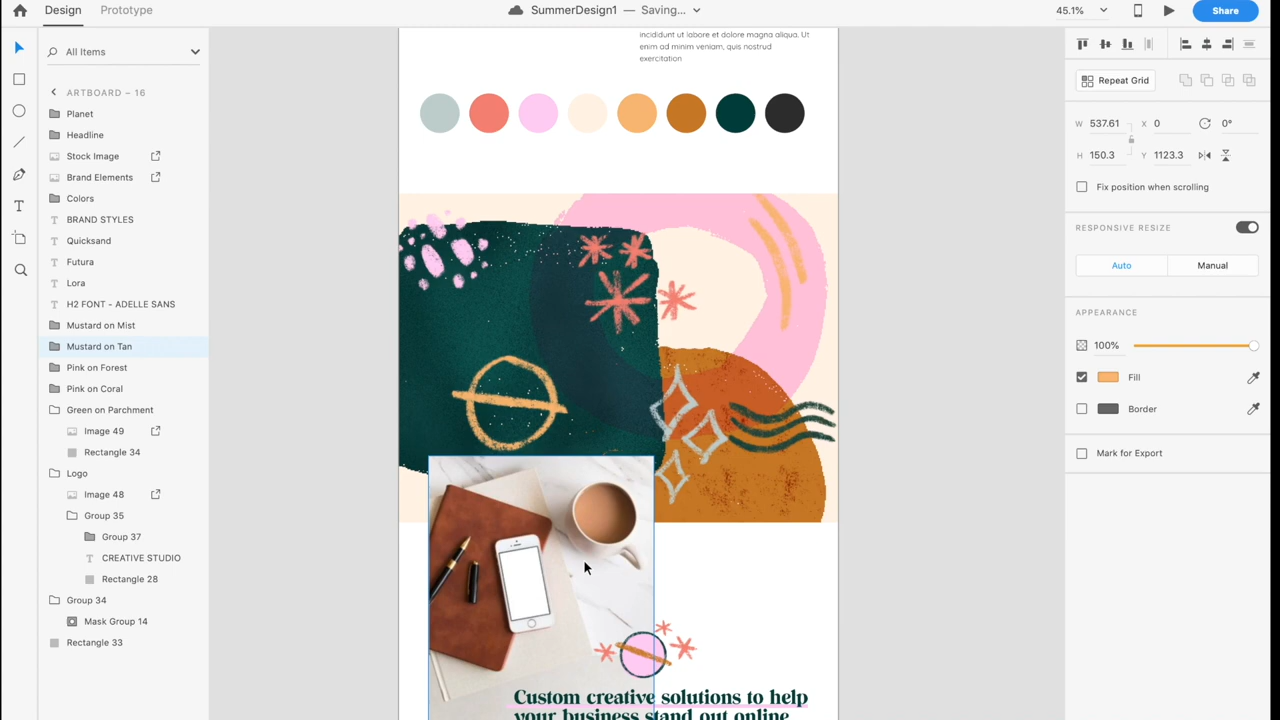 Design
Prototype
SummerDesign1 — Saving...
45.1%
Share
All Items
ARTBOARD – 16
Planet
Headline
Stock Image
Brand Elements
Colors
BRAND STYLES
Quicksand
Futura
Lora
H2 FONT - ADELLE SANS
Mustard on Mist
Mustard on Tan
Pink on Forest
Pink on Coral
Green on Parchment
Image 49
Rectangle 34
Logo
Image 48
Group 35
Group 37
CREATIVE STUDIO
Rectangle 28
Group 34
Mask Group 14
Rectangle 33
incididunt ut labore et dolore magna aliqua. Ut
enim ad minim veniam, quis nostrud
exercitation
Custom creative solutions to help
your business stand out online
Repeat Grid
W 537.61 X 0 0°
H 150.3 Y 1123.3
Fix position when scrolling
RESPONSIVE RESIZE
Auto Manual
APPEARANCE
100%
Fill
Border
Mark for Export